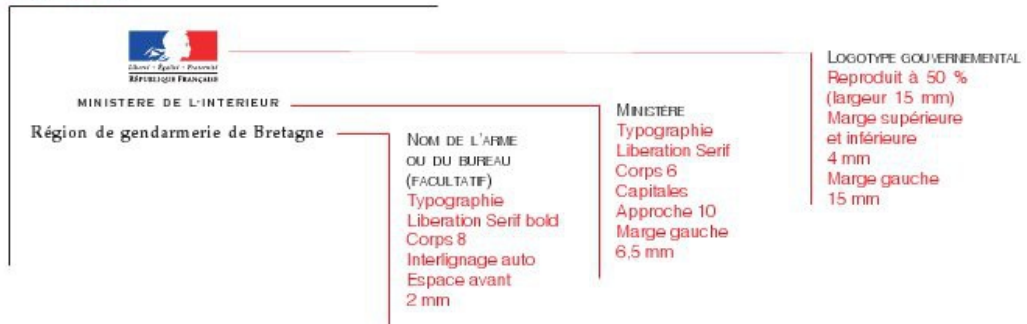 Liberté • Égalité • Fraternité
RÉPUBLIQUE FRANÇAISE
MINISTERE DE L'INTERIEUR
Région de gendarmerie de Bretagne
NOM DE L'ARME
OU DU BUREAU
(FACULTATIF)
Typographie
Liberation Serif bold
Corps 8
Interlignage auto
Espace avant
2 mm
MINISTÈRE
Typographie
Liberation Serif
Corps 6
Capitales
Approche 10
Marge gauche
6,5 mm
LOGOTYPE GOUVERNEMENTAL
Reproduit à 50 %
(largeur 15 mm)
Marge supérieure
et inférieure
4 mm
Marge gauche
15 mm